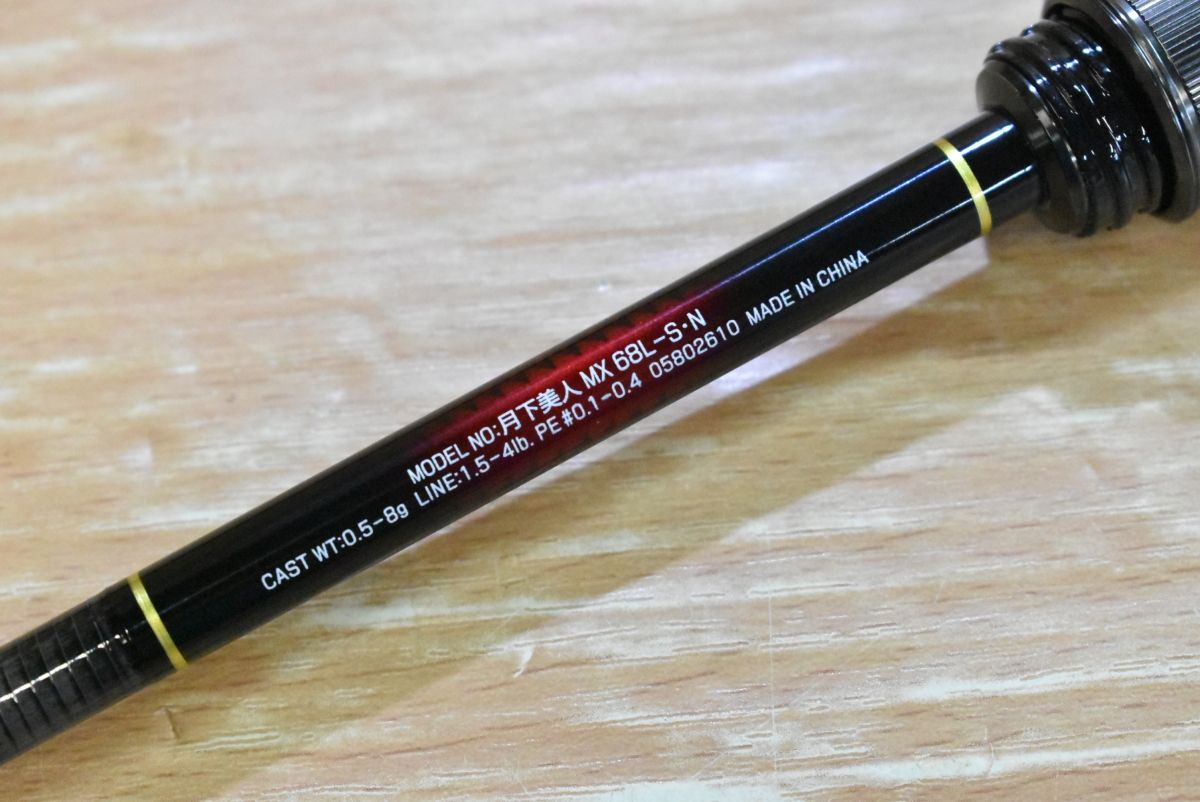 MODEL NO:月下美人 MX 68L-S・N
CAST WT:0.5-8g LINE:1.5-4lb. PE #0.1-0.4 05802610 MADE IN CHINA